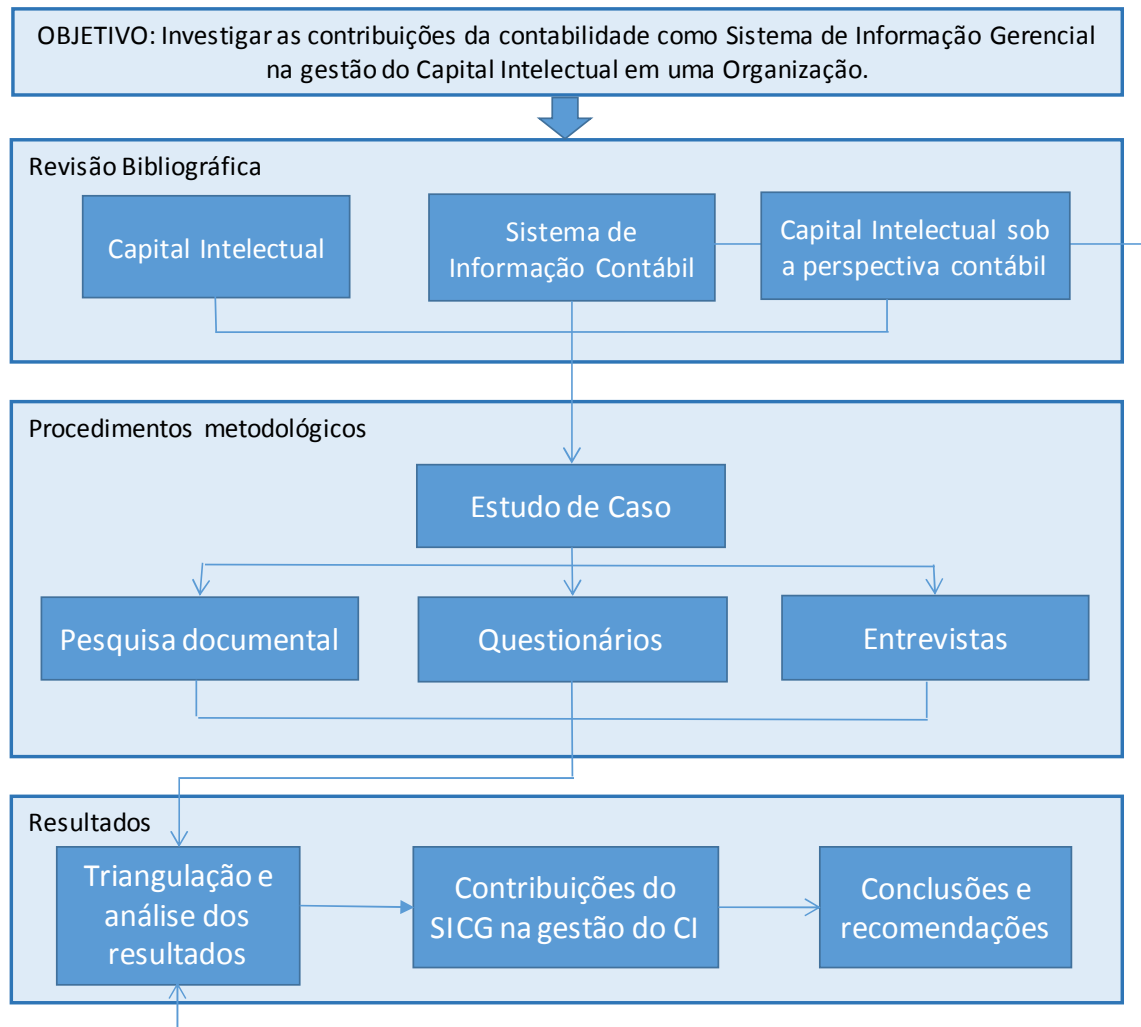 OBJETIVO: Investigar as contribuições da contabilidade como Sistema de Informação Gerencial
na gestão do Capital Intelectual em uma Organização.
Revisão Bibliográfica
Capital Intelectual
Sistema de
Informação Contábil
Capital Intelectual sob
a perspectiva contábil
Procedimentos metodológicos
Estudo de Caso
Pesquisa documental
Questionários
Entrevistas
Resultados
Triangulação e
análise dos
resultados
Contribuições do
SICG na gestão do CI
Conclusões e
recomendações